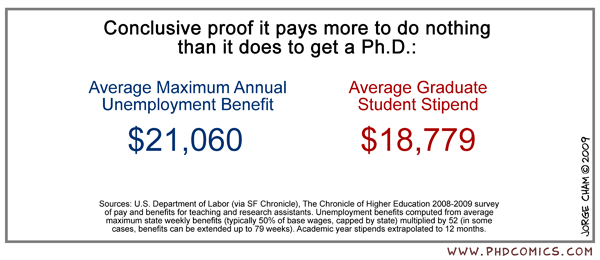 Conclusive proof it pays more to do nothing
than it does to get a Ph.D.:
Average Maximum Annual
Unemployment Benefit
$21,060
Average Graduate
Student Stipend
$18,779
Sources: U.S. Department of Labor (via SF Chronicle), The Chronicle of Higher Education 2008-2009 survey
of pay and benefits for teaching and research assistants. Unemployment benefits computed from average
maximum state weekly benefits (typically 50% of base wages, capped by state) multiplied by 52 (in some
cases, benefits can be extended up to 79 weeks). Academic year stipends extrapolated to 12 months.
JORGE CHAM © 2009
WWW.PHDCOMICS.COM